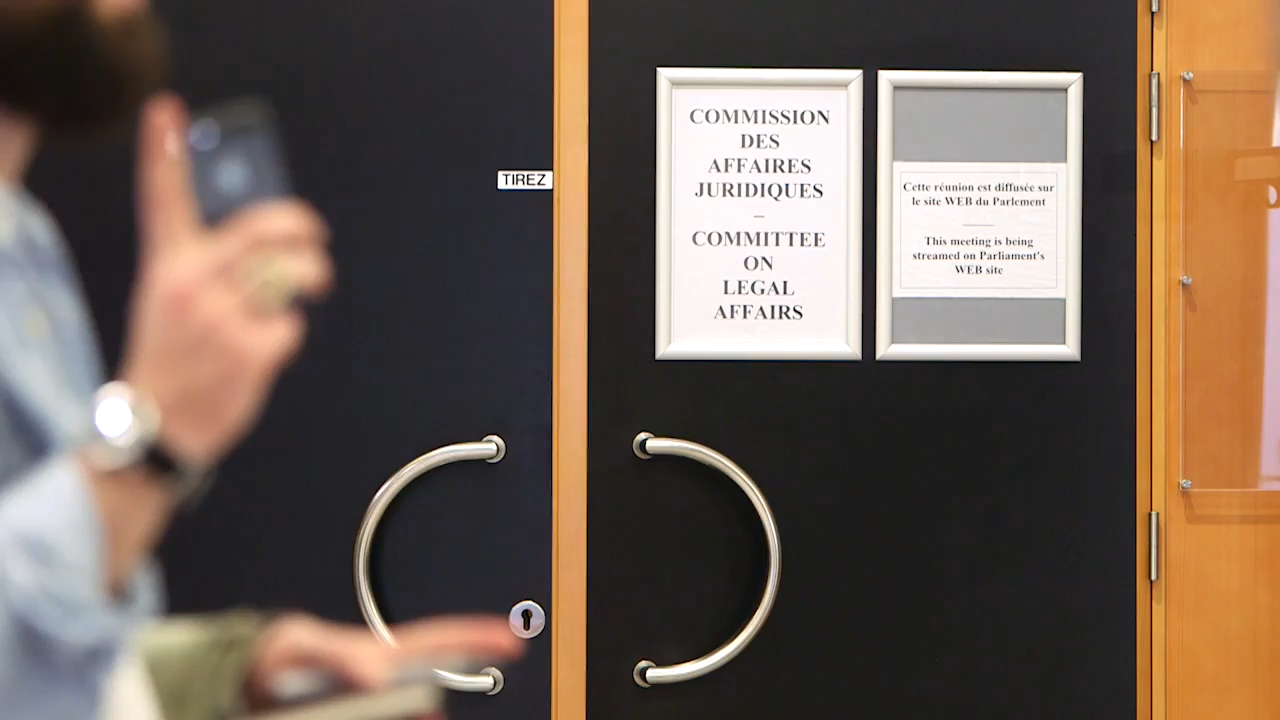 TIREZ
COMMISSION
DES
AFFAIRES
JURIDIQUES
–
COMMITTEE
ON
LEGAL
AFFAIRS
Cette réunion est diffusée sur
le site WEB du Parlement
This meeting is being
streamed on Parliament's
WEB site